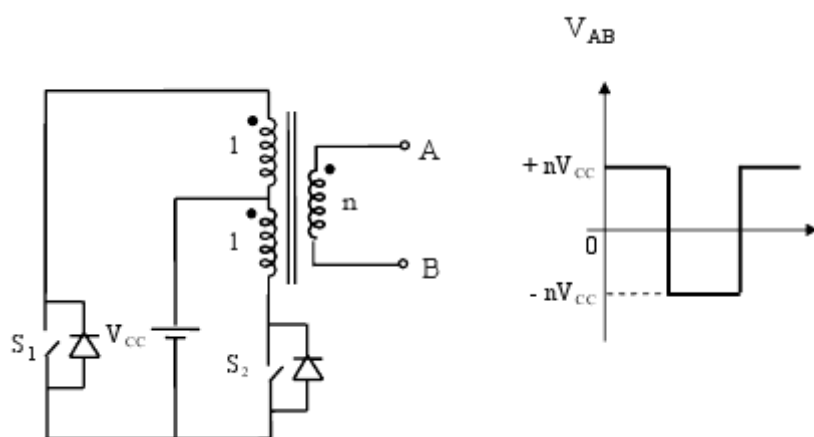 V_AB
1
A
+ nV_CC
n
0
1
B
- nV_CC
S_1
V_CC
S_2